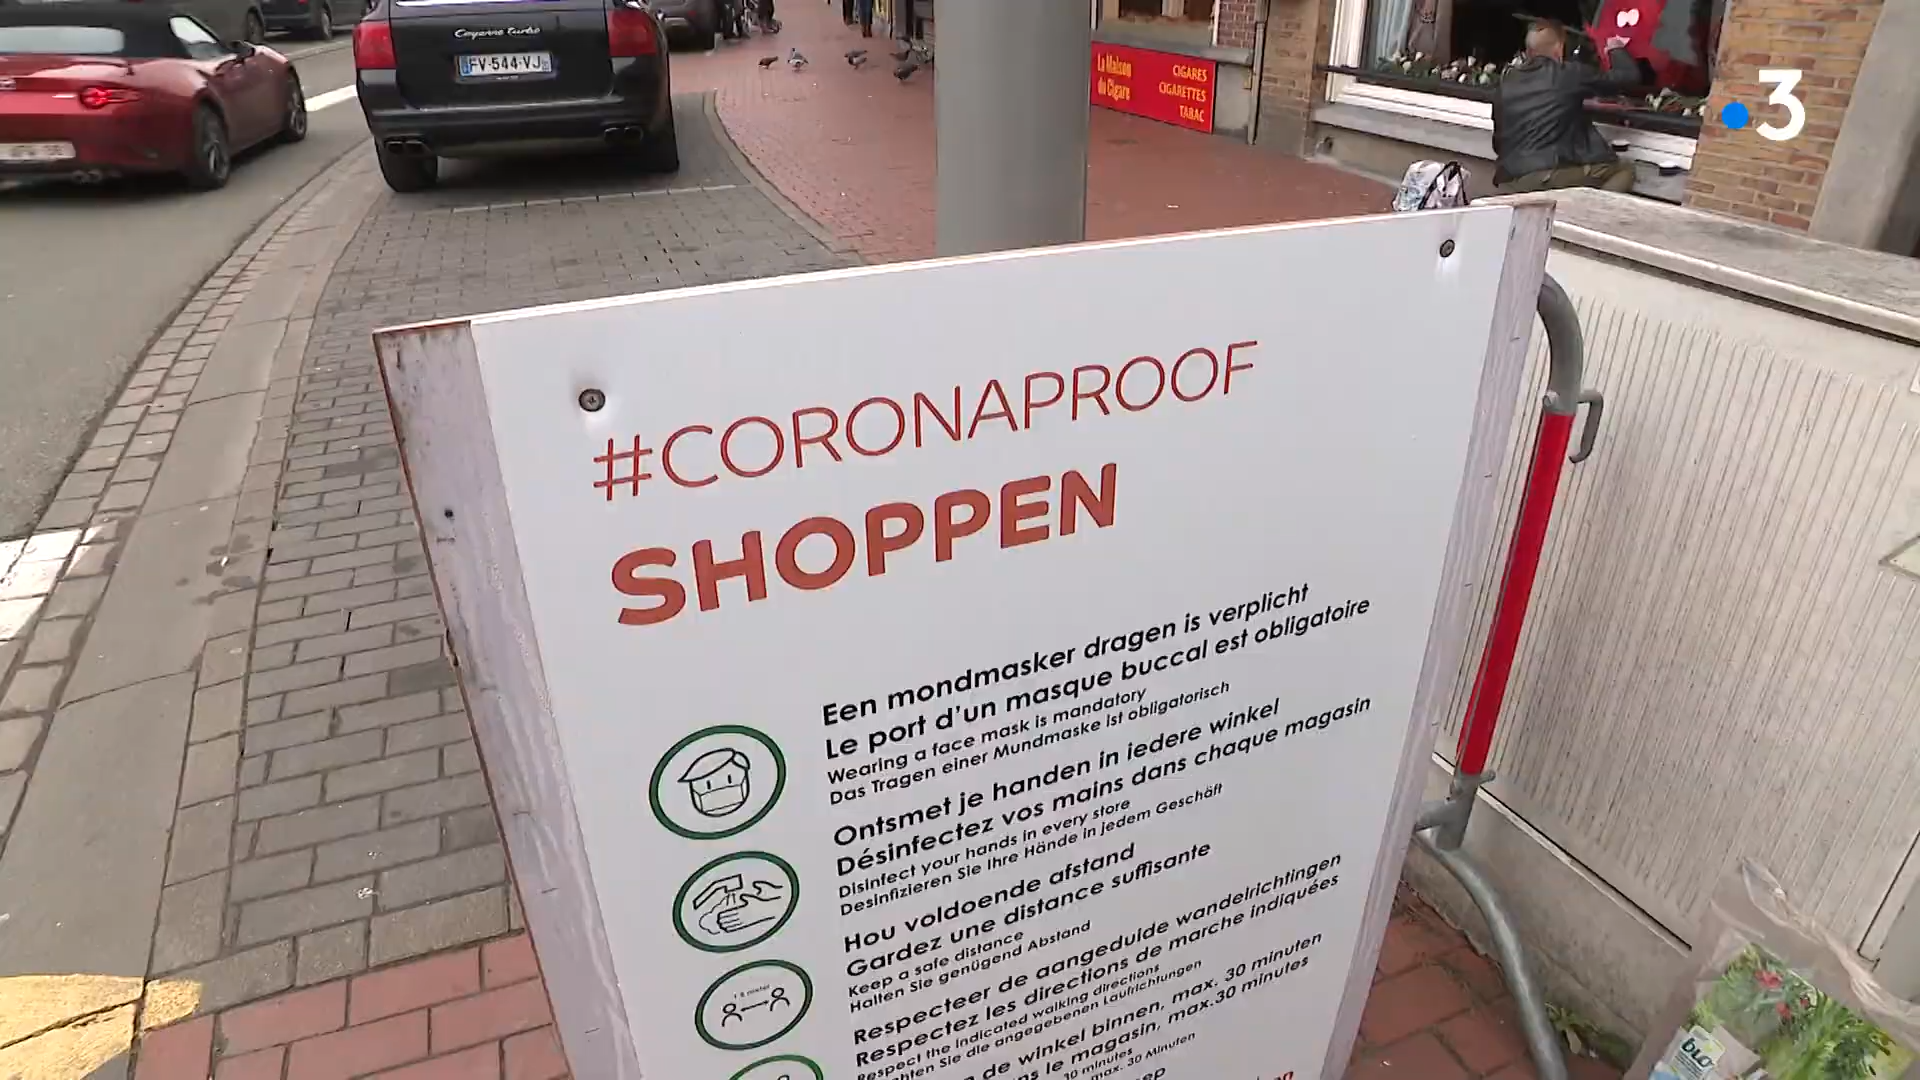 Cayenne turbo
FV-544-VJ
La Maison
du Cigare
CIGARES
CIGARETTES
TABAC
3
#CORONAPROOF
SHOPPEN
Een mondmasker dragen is verplicht
Le port d'un masque buccal est obligatoire
Wearing a face mask is mandatory
Das Tragen einer Mundmaske ist obligatorisch
Ontsmet je handen in iedere winkel
Désinfectez vos mains dans chaque magasin
Disinfect your hands in every store
Desinfizieren Sie Ihre Hände in jedem Geschäft
Hou voldoende afstand
Gardez une distance suffisante
Keep a safe distance
Halten Sie genügend Abstand
Respecteer de aangeduide wandelrichtingen
Respectez les directions de marche indiquées
Respect the indicated walking directions
Sie die angegebenen Laufrichtungen
de winkel binnen, max. 30 minuten
le magasin, max.30 minutes
minutes
max. 30 Minuten